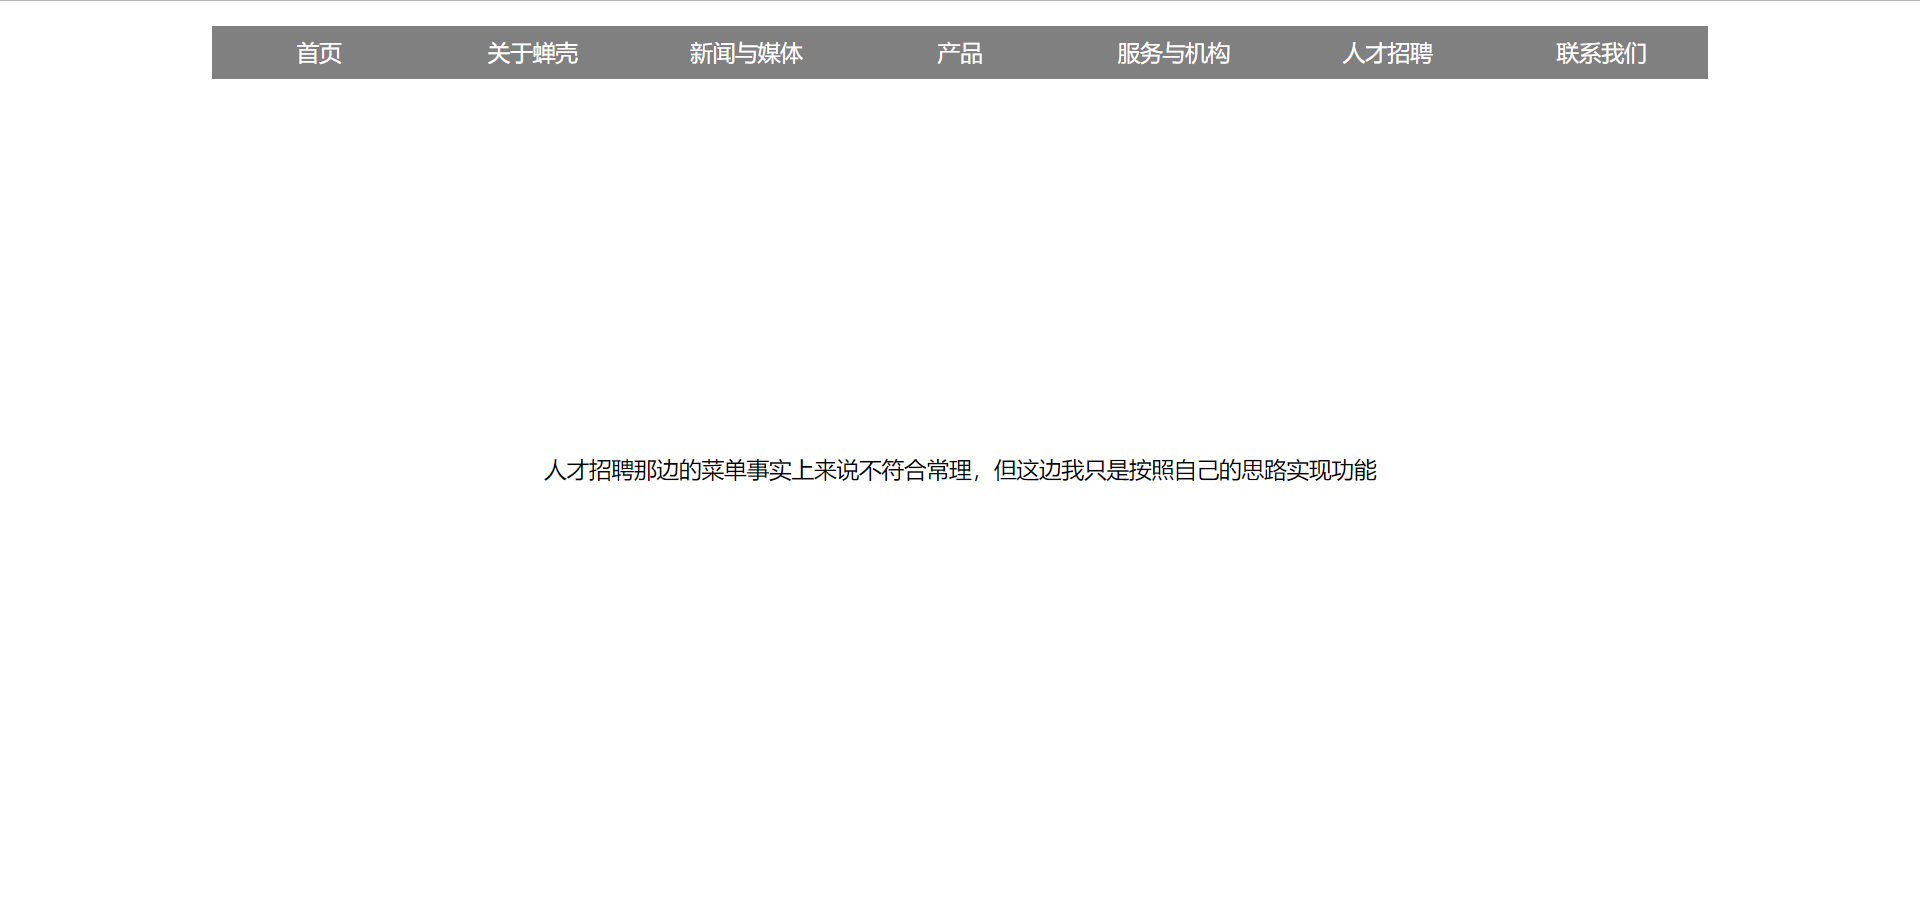 首页 关于蝉壳 新闻与媒体 产品 服务与机构 人才招聘 联系我们
人才招聘那边的菜单事实上来说不符合常理，但这边我只是按照自己的思路实现功能